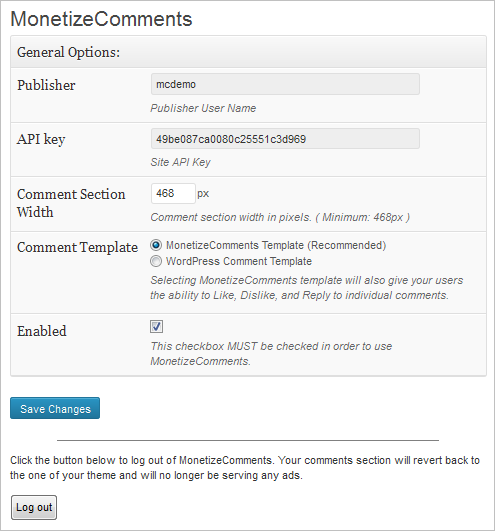 MonetizeComments
General Options:
Publisher
mcdemo
Publisher User Name
API key
49be087ca0080c25551c3d969
Site API Key
Comment Section
Width
468 px
Comment section width in pixels. ( Minimum: 468px )
Comment Template
MonetizeComments Template (Recommended)
WordPress Comment Template
Selecting MonetizeComments template will also give your users
the ability to Like, Dislike, and Reply to individual comments.
Enabled
This checkbox MUST be checked in order to use
MonetizeComments.
Save Changes
Click the button below to log out of MonetizeComments. Your comments section will revert back to
the one of your theme and will no longer be serving any ads.
Log out